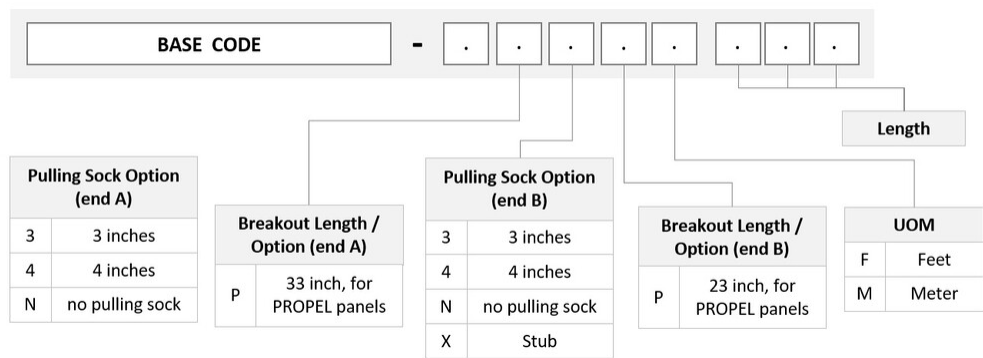 BASE CODE - . . . . . . . .
Length
Pulling Sock Option
(end A)
3 3 inches
4 4 inches
N no pulling sock
Breakout Length /
Option (end A)
P 33 inch, for
PROPEL panels
Pulling Sock Option
(end B)
3 3 inches
4 4 inches
N no pulling sock
X Stub
Breakout Length /
Option (end B)
P 23 inch, for
PROPEL panels
UOM
F Feet
M Meter